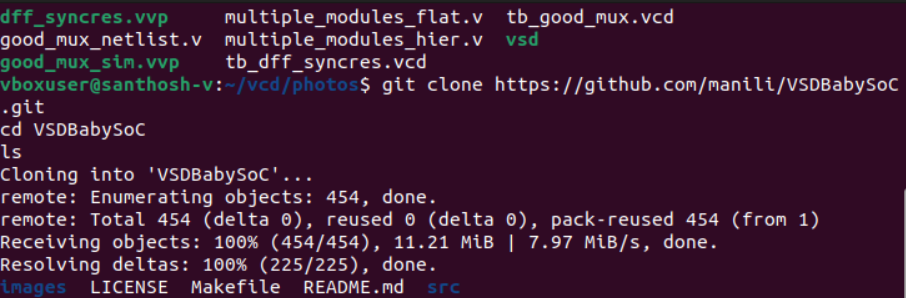 dff_syncres.vvp multiple_modules_flat.v tb_good_mux.vcd
good_mux_netlist.v multiple_modules_hier.v vsd
good_mux_sim.vvp tb_dff_syncres.vcd
vboxuser@santhosh-v:~/vcd/photos$ git clone https://github.com/manili/VSDBabySoC
.git
cd VSDBabySoC
ls
Cloning into 'VSDBabySoC'...
remote: Enumerating objects: 454, done.
remote: Total 454 (delta 0), reused 0 (delta 0), pack-reused 454 (from 1)
Receiving objects: 100% (454/454), 11.21 MiB | 7.97 MiB/s, done.
Resolving deltas: 100% (225/225), done.
images LICENSE Makefile README.md src